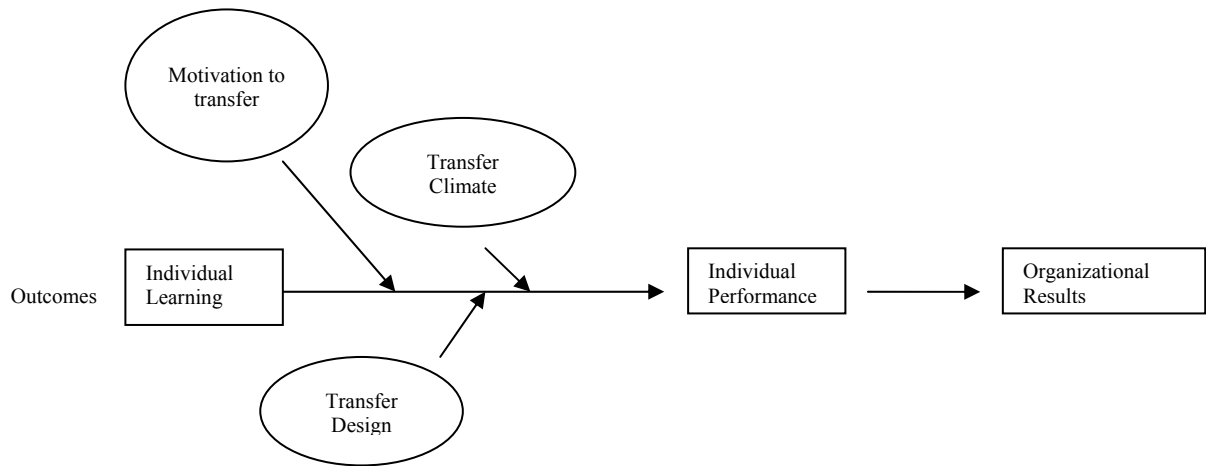 Motivation to
transfer
Transfer
Climate
Outcomes
Individual
Learning
Individual
Performance
Organizational
Results
Transfer
Design